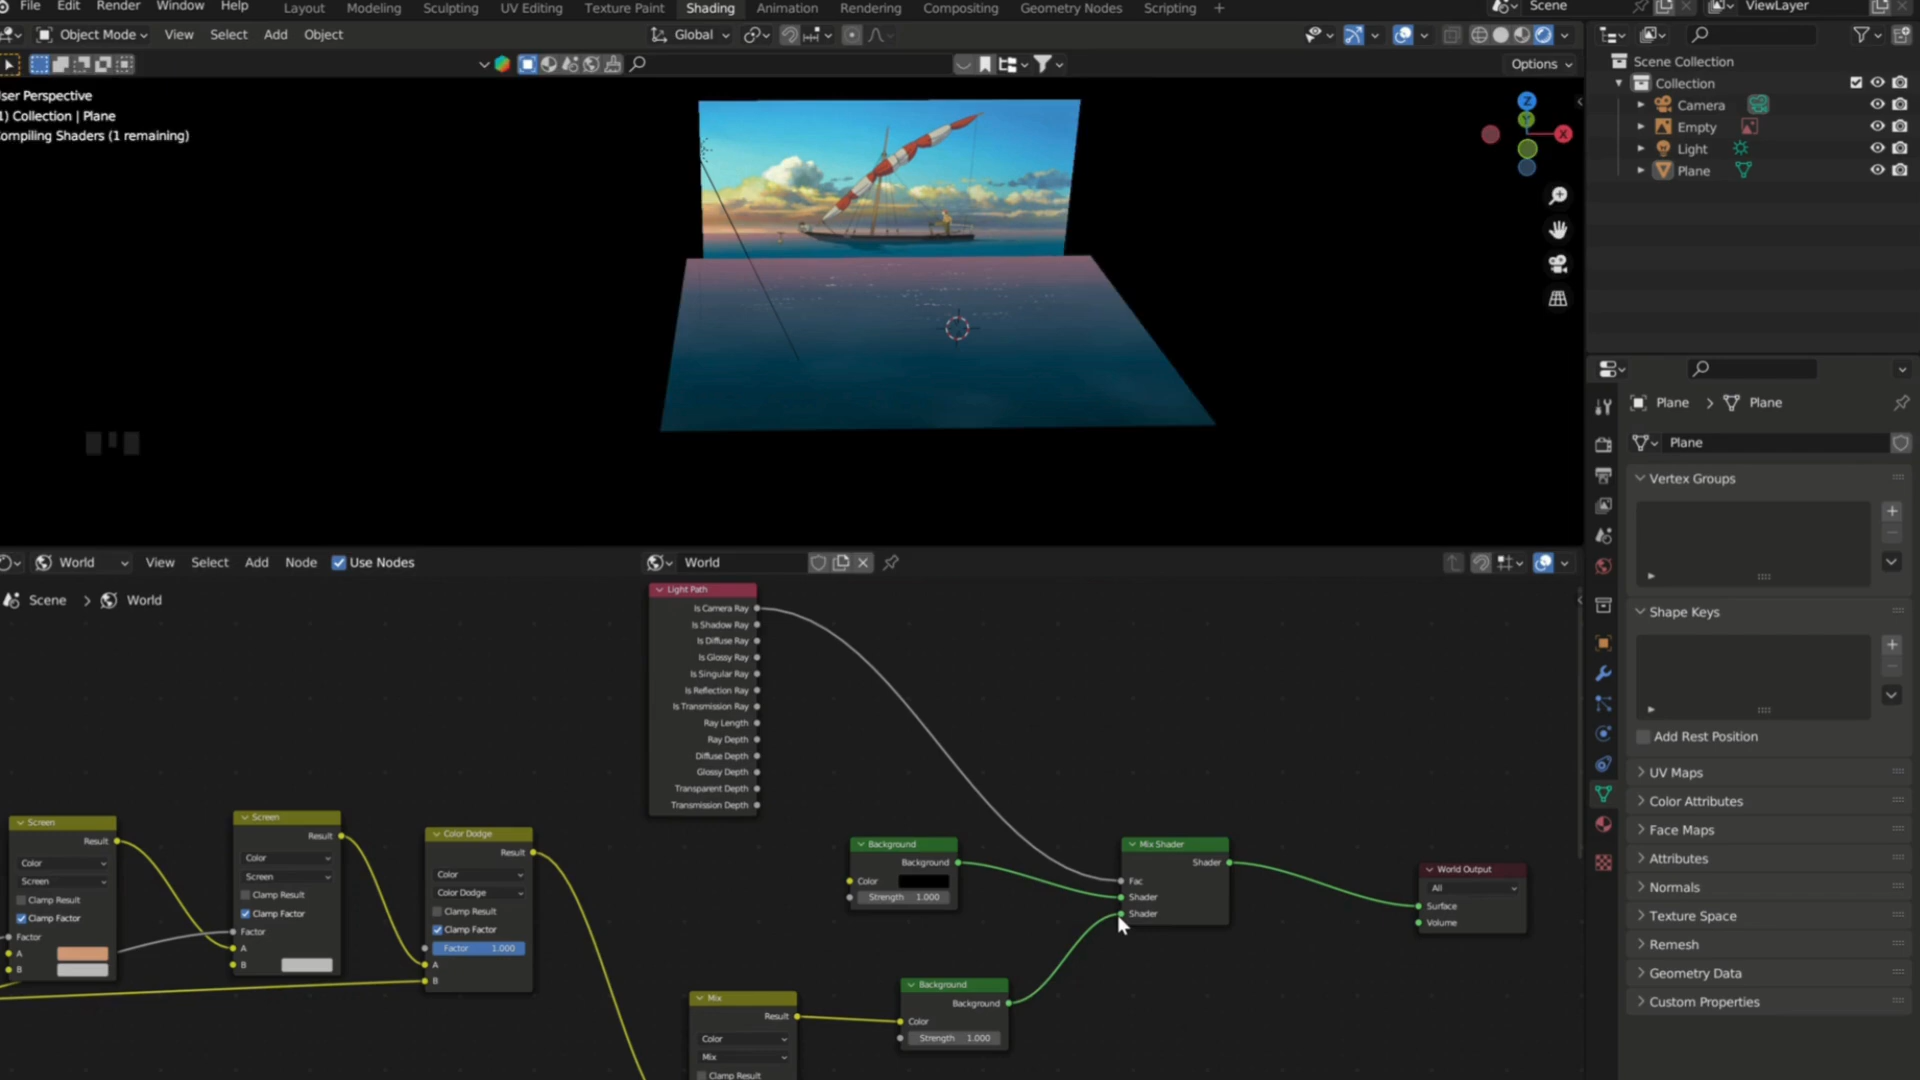 File Edit Render Window Help
Layout Modeling Sculpting UV Editing Texture Paint Shading Animation Rendering Compositing Geometry Nodes Scripting +
Scene
ViewLayer
Object Mode View Select Add Object
Global
Options
User Perspective
1) Collection | Plane
Compiling Shaders (1 remaining)
Z
Y
X
Scene Collection
Collection
Camera
Empty
Light
Plane
Plane > Plane
Plane
Vertex Groups
Shape Keys
Add Rest Position
UV Maps
Color Attributes
Face Maps
Attributes
Normals
Texture Space
Remesh
Geometry Data
Custom Properties
World View Select Add Node Use Nodes
World
Scene > World
Light Path
Is Camera Ray
Is Shadow Ray
Is Diffuse Ray
Is Glossy Ray
Is Singular Ray
Is Reflection Ray
Is Transmission Ray
Ray Length
Ray Depth
Diffuse Depth
Glossy Depth
Transparent Depth
Transmission Depth
Screen
Result
Color
Screen
Clamp Result
Clamp Factor
Factor
A
B
Screen
Result
Color
Screen
Clamp Result
Clamp Factor
Factor
A
B
Color Dodge
Result
Color
Color Dodge
Clamp Result
Clamp Factor
Factor 1.000
A
B
Background
Background
Color
Strength 1.000
Mix Shader
Shader
Fac
Shader
Shader
World Output
All
Surface
Volume
Mix
Result
Color
Mix
Clamp Result
Background
Background
Color
Strength 1.000